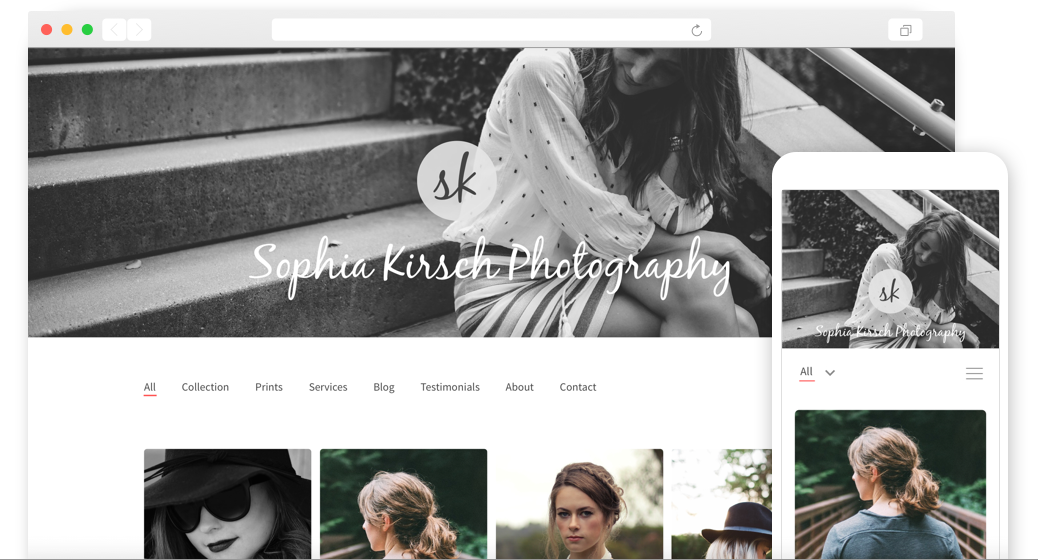 sk
Sophia Kirsch Photography
All Collection Prints Services Blog Testimonials About Contact
sk
Sophia Kirsch Photography
All